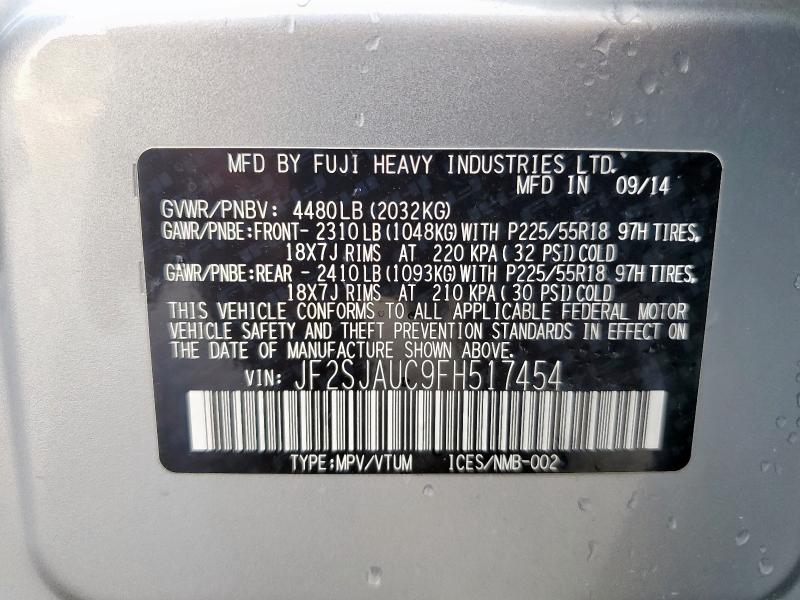 MFD BY FUJI HEAVY INDUSTRIES LTD.
MFD IN 09/14
GVWR/PNBV: 4480LB (2032KG)
GAWR/PNBE:FRONT- 2310LB (1048KG) WITH P225/55R18 97H TIRES,
18X7J RIMS AT 220 KPA ( 32 PSI) COLD
GAWR/PNBE:REAR - 2410LB (1093KG) WITH P225/55R18 97H TIRES,
18X7J RIMS AT 210 KPA ( 30 PSI) COLD
THIS VEHICLE CONFORMS TO ALL APPLICABLE FEDERAL MOTOR
VEHICLE SAFETY AND THEFT PREVENTION STANDARDS IN EFFECT ON
THE DATE OF MANUFACTURE SHOWN ABOVE.
VIN: JF2SJAUC9FH517454
TYPE:MPV/VTUM ICES/NMB-002